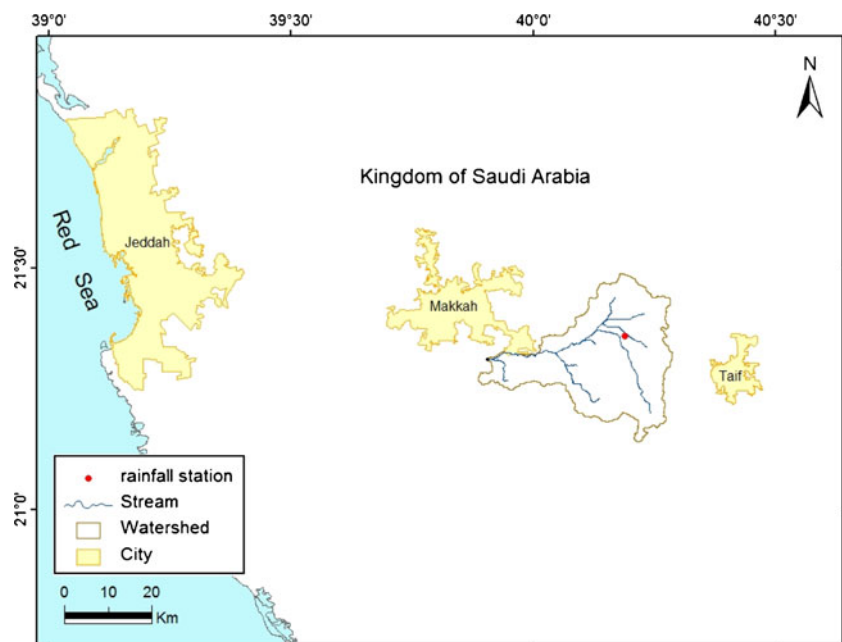 39°0'
39°30'
40°0'
40°30'
N
Kingdom of Saudi Arabia
Red Sea
Jeddah
21°30'
Makkah
Taif
21°0'
rainfall station
Stream
Watershed
City
0 10 20
Km